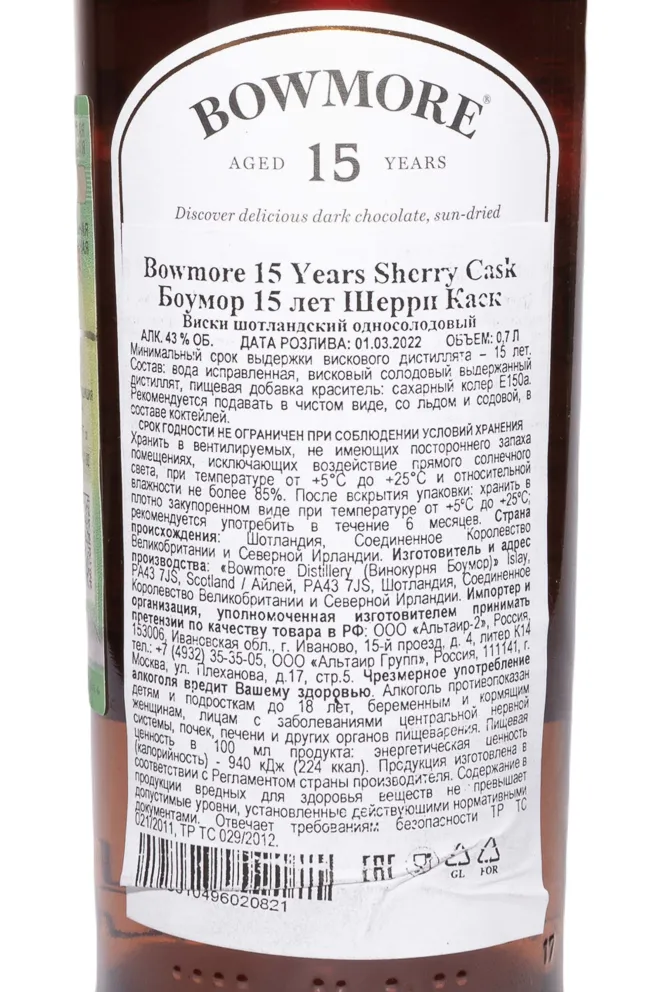 BOWMORE®
AGED 15 YEARS
Discover delicious dark chocolate, sun-dried
Bowmore 15 Years Sherry Cask
Боумор 15 лет Шерри Каск
Виски шотландский односолодовый
АЛК. 43 % ОБ. ДАТА РОЗЛИВА: 01.03.2022 ОБЪЕМ: 0,7 Л
Минимальный срок выдержки вискового дистиллята – 15 лет.
Состав: вода исправленная, висковый солодовый выдержанный
дистиллят, пищевая добавка краситель: сахарный колер Е150а.
Рекомендуется подавать в чистом виде, со льдом и содовой, в
составе коктейлей.
СРОК ГОДНОСТИ НЕ ОГРАНИЧЕН ПРИ СОБЛЮДЕНИИ УСЛОВИЙ ХРАНЕНИЯ
Хранить в вентилируемых, не имеющих постороннего запаха
помещениях, исключающих воздействие прямого солнечного
света, при температуре от +5°С до +25°С и относительной
влажности не более 85%. После вскрытия упаковки: хранить в
плотно закупоренном виде при температуре от +5°С до +25°С;
рекомендуется употребить в течение 6 месяцев. Страна
происхождения: Шотландия, Соединенное Королевство
Великобритании и Северной Ирландии. Изготовитель и адрес
производства: «Bowmore Distillery (Винокурня Боумор)» Islay,
PA43 7JS, Scotland / Айлей, PA43 7JS, Шотландия, Соединенное
Королевство Великобритании и Северной Ирландии. Импортер и
организация, уполномоченная изготовителем принимать
претензии по качеству товара в РФ: ООО «Альтаир-2», Россия,
153006, Ивановская обл., г. Иваново, 15-й проезд, д. 4, литер К14
тел.: +7 (4932) 35-35-05, ООО «Альтаир Групп», Россия, 111141, г.
Москва, ул. Плеханова, д.17, стр.5. Чрезмерное употребление
алкоголя вредит Вашему здоровью. Алкоголь противопоказан
детям и подросткам до 18 лет, беременным и кормящим
женщинам, лицам с заболеваниями центральной нервной
системы, почек, печени и других органов пищеварения. Пищевая
ценность в 100 мл продукта: энергетическая ценность
(калорийность) - 940 кДж (224 ккал). Продукция изготовлена в
соответствии с Регламентом страны производителя. Содержание в
продукции вредных для здоровья веществ не превышает
допустимые уровни, установленные действующими нормативными
документами. Отвечает требованиям безопасности ТР ТС
021/2011, ТР ТС 029/2012.
EAC
GL FOR
010496020821
17